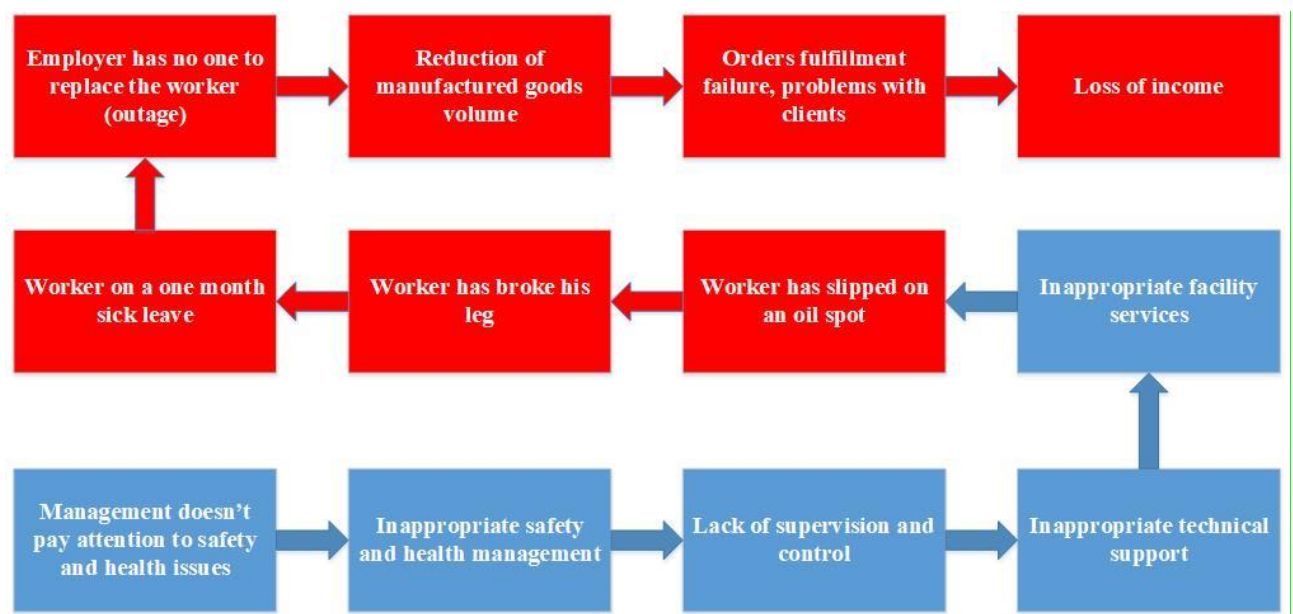 Employer has no one to
replace the worker
(outage)
Reduction of
manufactured goods
volume
Orders fulfillment
failure, problems with
clients
Loss of income
Worker on a one month
sick leave
Worker has broke his
leg
Worker has slipped on
an oil spot
Inappropriate facility
services
Management doesn’t
pay attention to safety
and health issues
Inappropriate safety
and health management
Lack of supervision and
control
Inappropriate technical
support